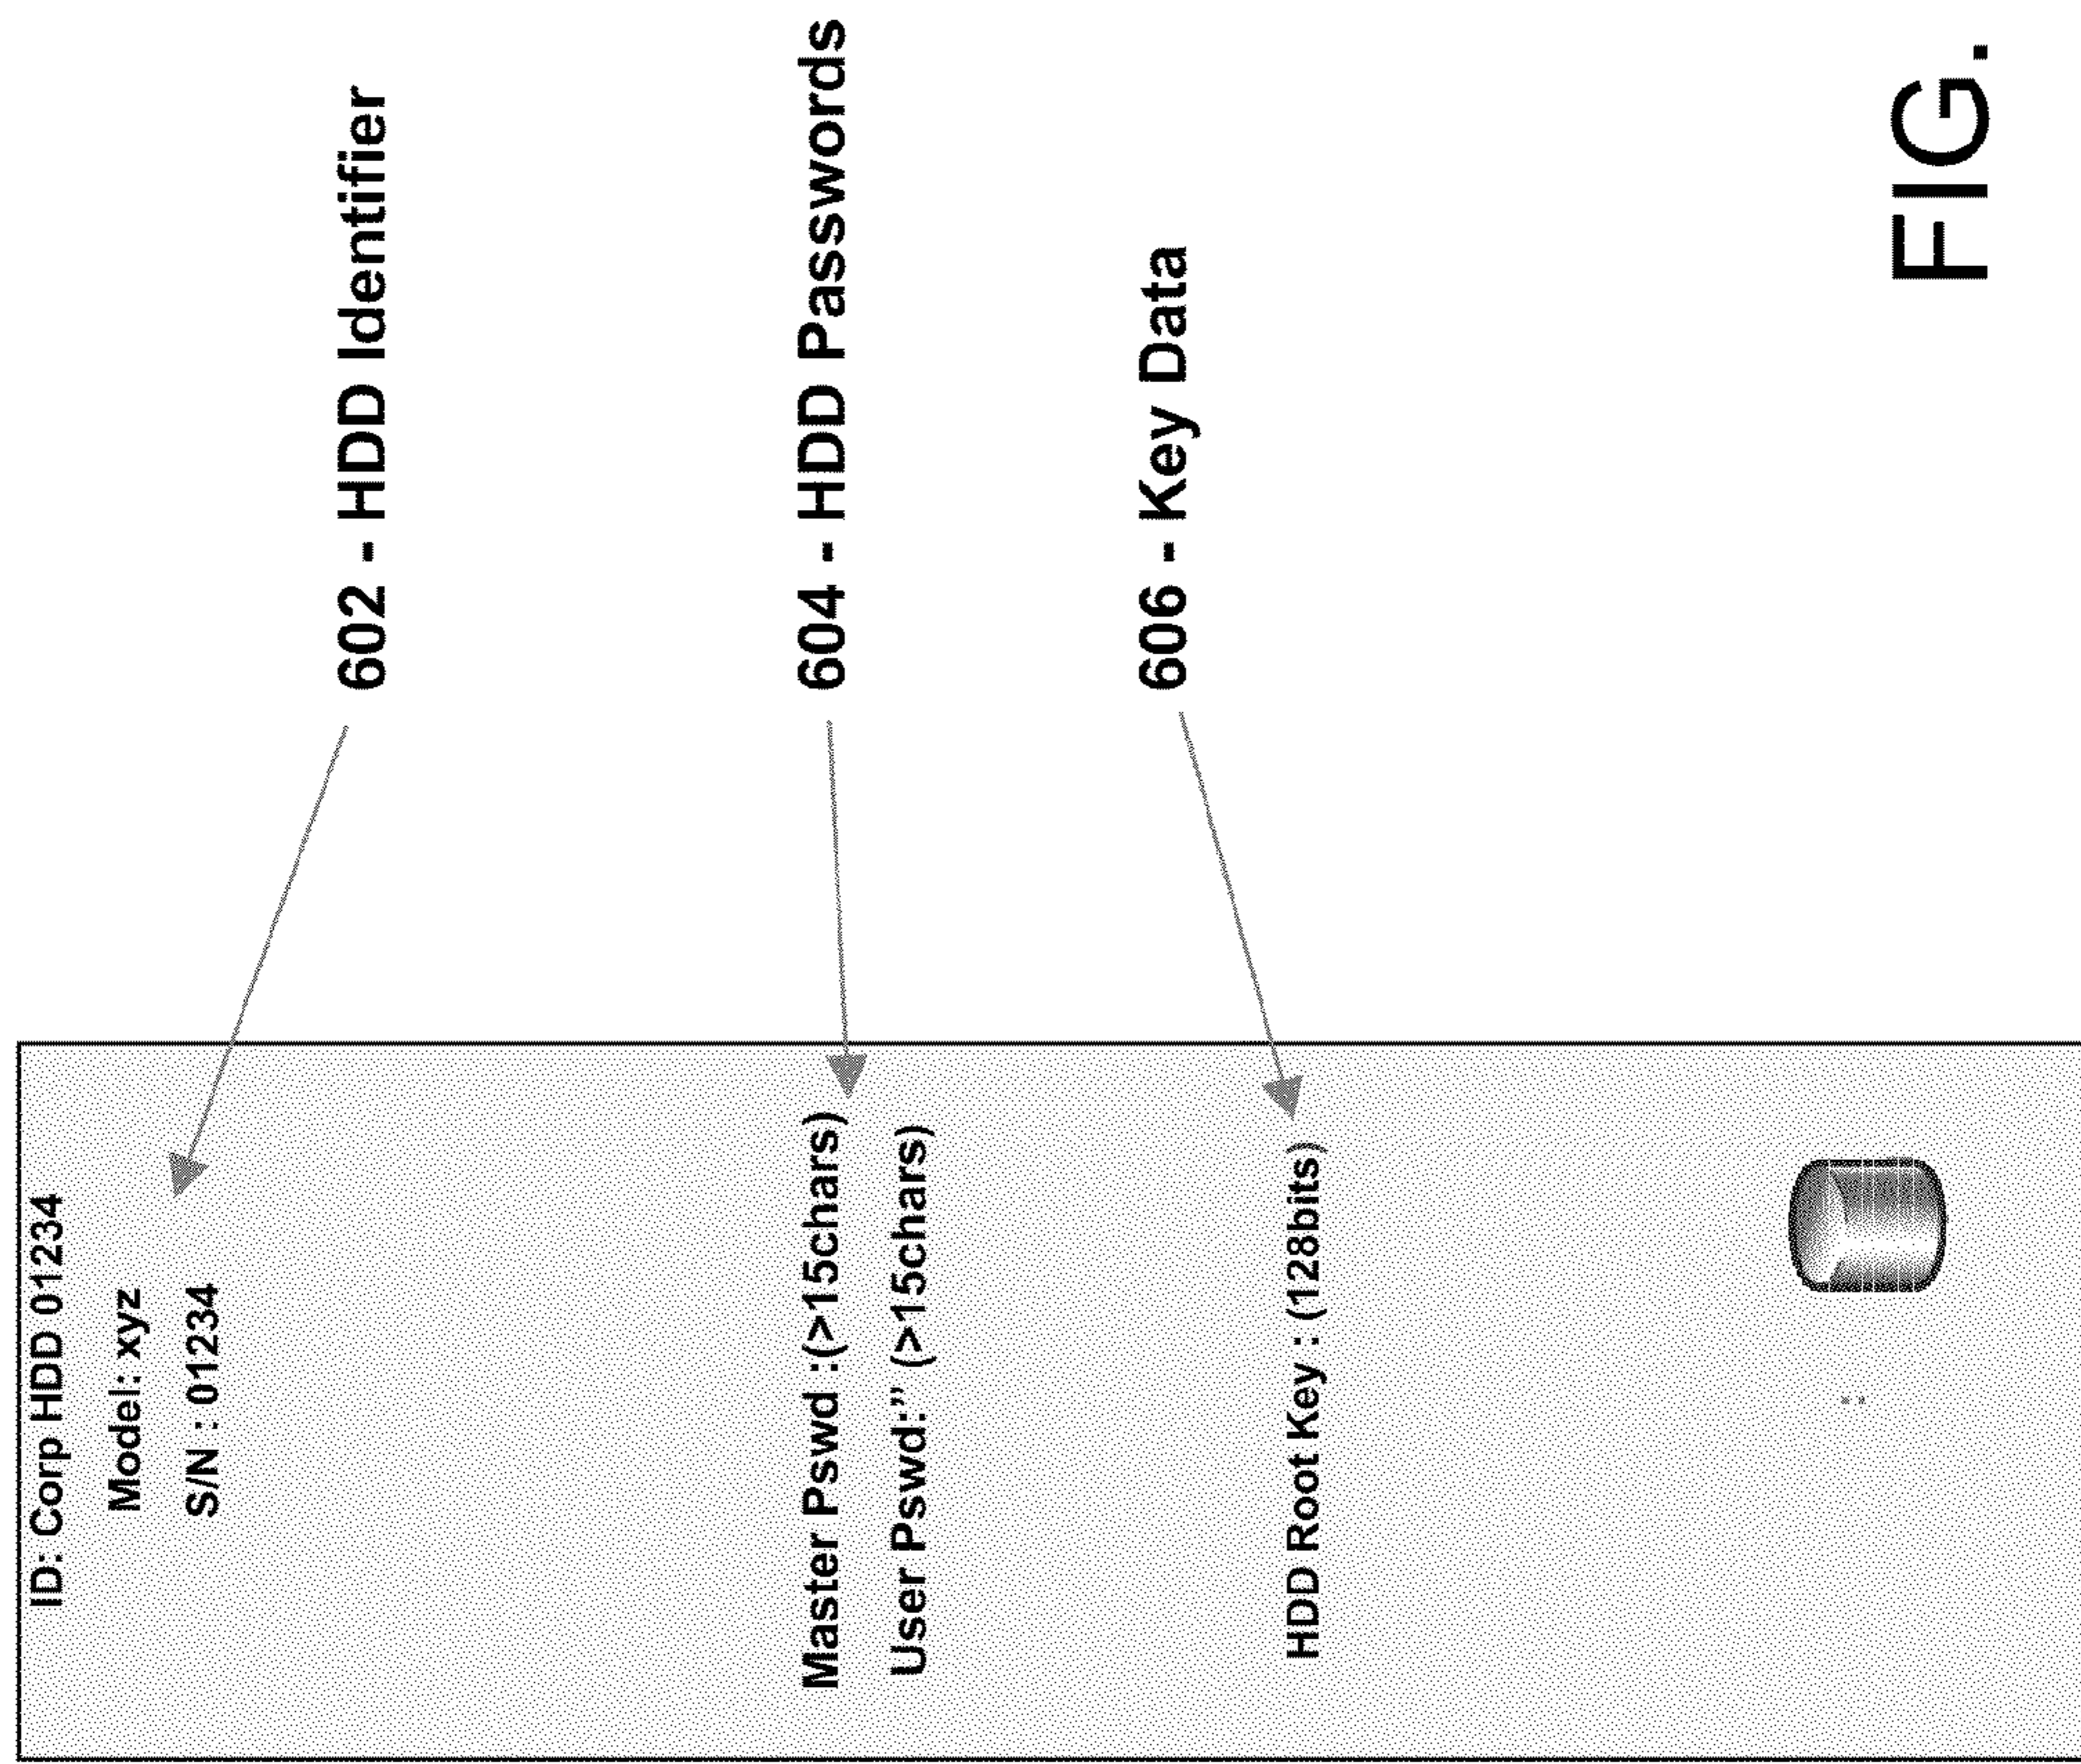 ID: Corp HDD 01234
Model: xyz
S/N : 01234
602 - HDD Identifier
Master Pswd :(>15chars)
User Pswd:” (>15chars)
604 - HDD Passwords
HDD Root Key : : (128bits)
606 - Key Data
:
FIG.